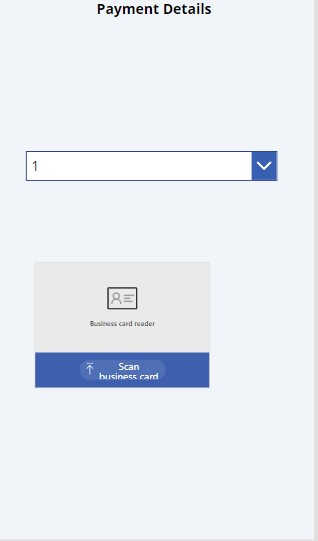 Payment Details
1
Business card reader
Scan
business card